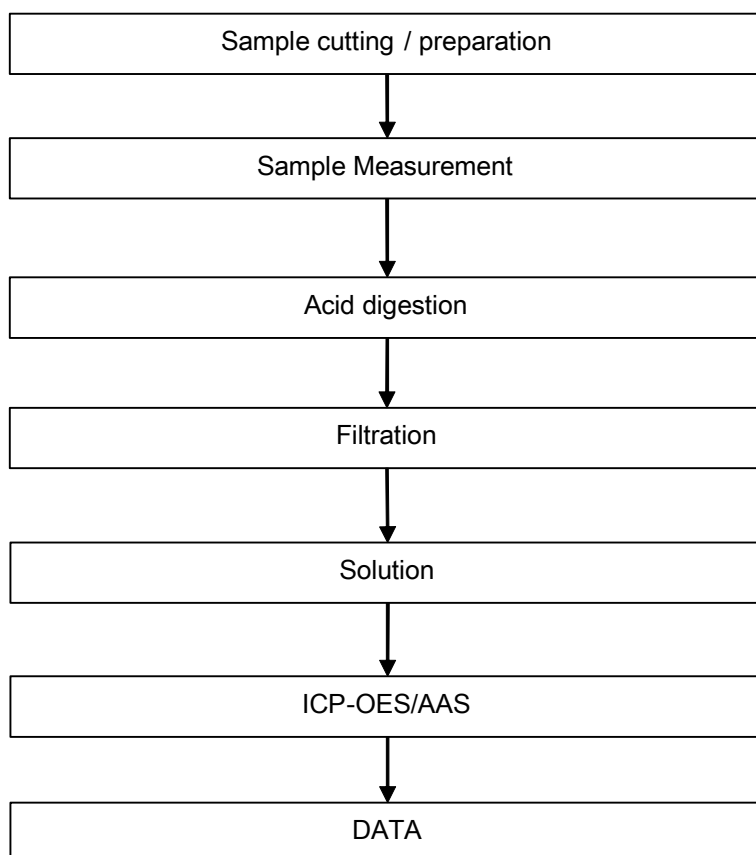 Sample cutting / preparation
Sample Measurement
Acid digestion
Filtration
Solution
ICP-OES/AAS
DATA